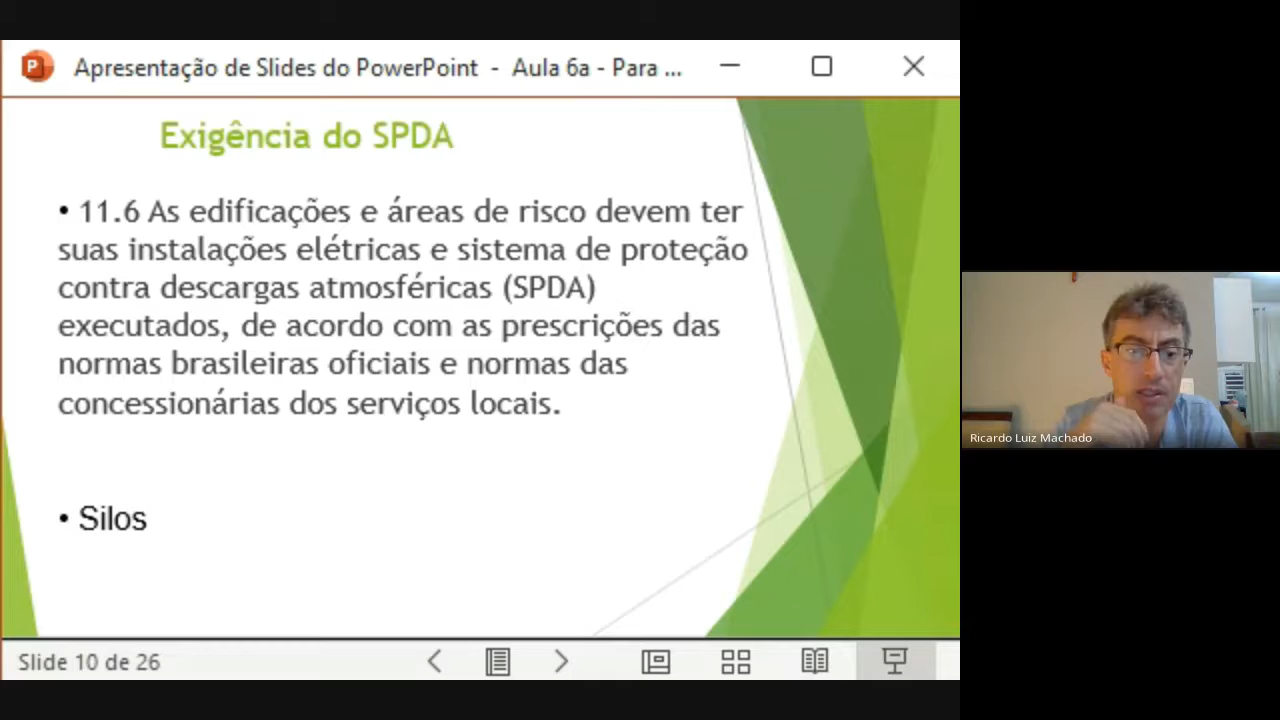 Apresentação de Slides do PowerPoint - Aula 6a - Para ...
Exigência do SPDA
• 11.6 As edificações e áreas de risco devem ter
suas instalações elétricas e sistema de proteção
contra descargas atmosféricas (SPDA)
executados, de acordo com as prescrições das
normas brasileiras oficiais e normas das
concessionárias dos serviços locais.
• Silos
Ricardo Luiz Machado
Slide 10 de 26